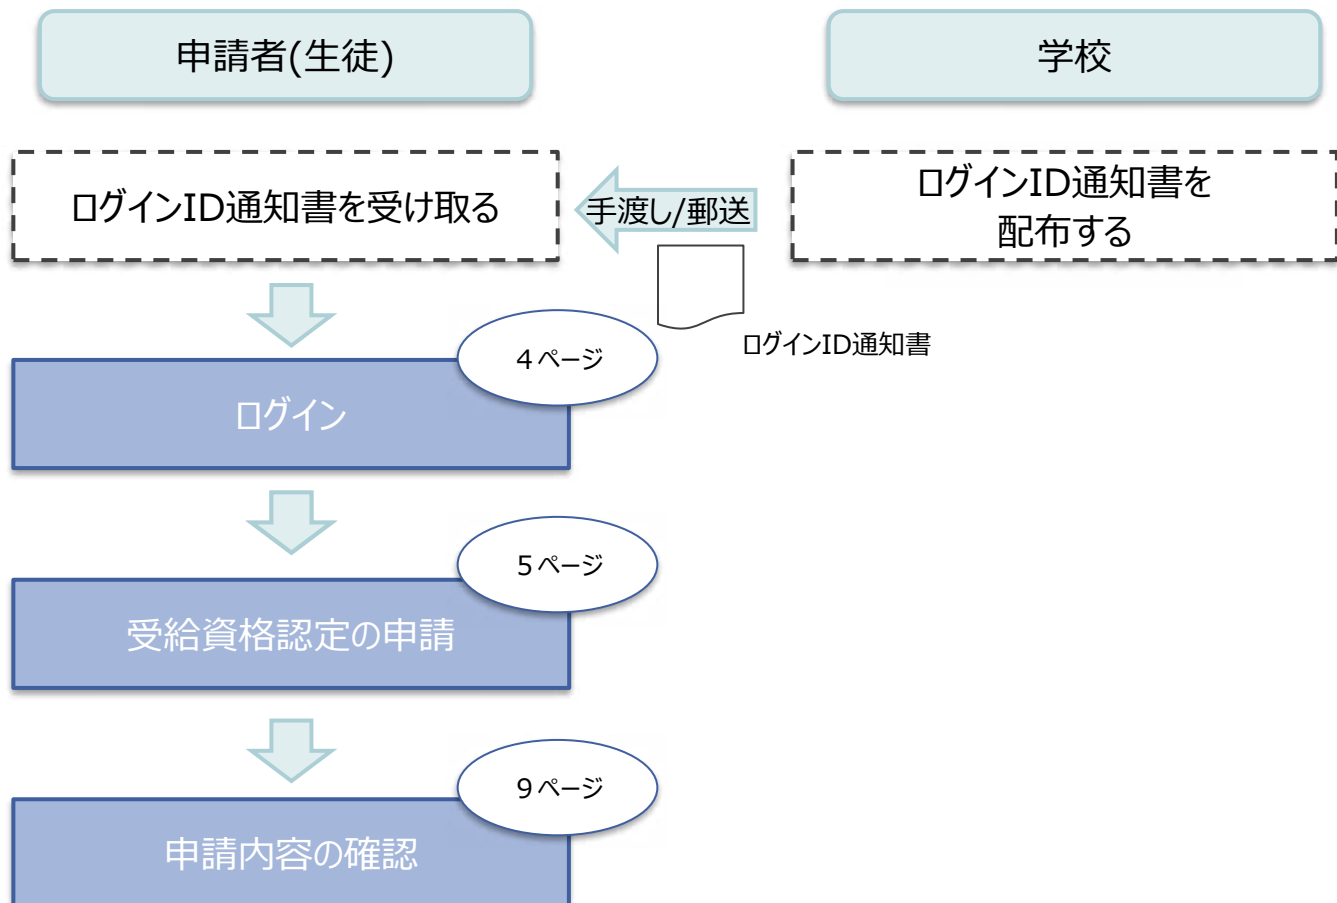 申請者(生徒)
学校
ログインID通知書を受け取る
手渡し/郵送
ログインID通知書を
配布する
ログインID通知書
4ページ
ログイン
5ページ
受給資格認定の申請
9ページ
申請内容の確認